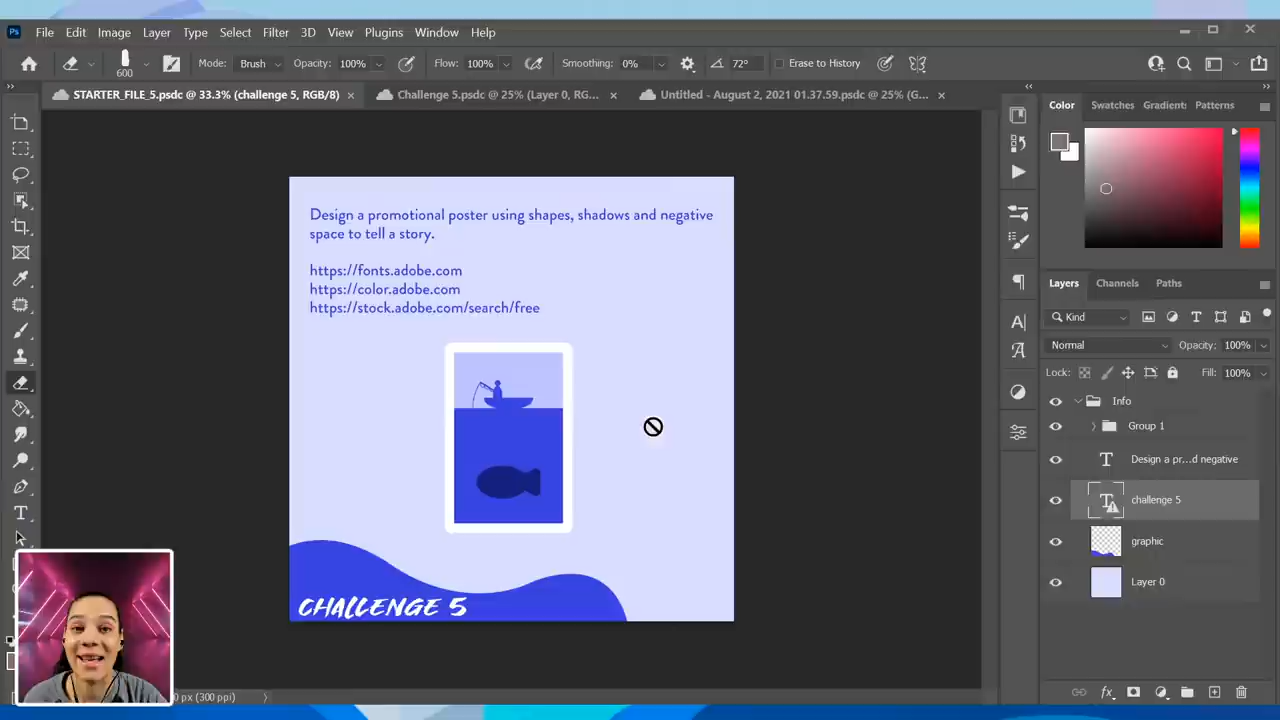 Ps File Edit Image Layer Type Select Filter 3D View Plugins Window Help
600 Mode: Brush Opacity: 100% Flow: 100% Smoothing: 0% 72° Erase to History
STARTER_FILE_5.psdc @ 33.3% (challenge 5, RGB/8) Challenge 5.psdc @ 25% (Layer 0, RG... Untitled - August 2, 2021 01.37.59.psdc @ 25% (G...
Color Swatches Gradients Patterns
Design a promotional poster using shapes, shadows and negative
space to tell a story.
https://fonts.adobe.com
https://color.adobe.com
https://stock.adobe.com/search/free
CHALLENGE 5
Layers Channels Paths
Kind
Normal Opacity: 100%
Lock: Fill: 100%
Info
Group 1
Design a pr...d negative
challenge 5
graphic
Layer 0
px (300 ppi)